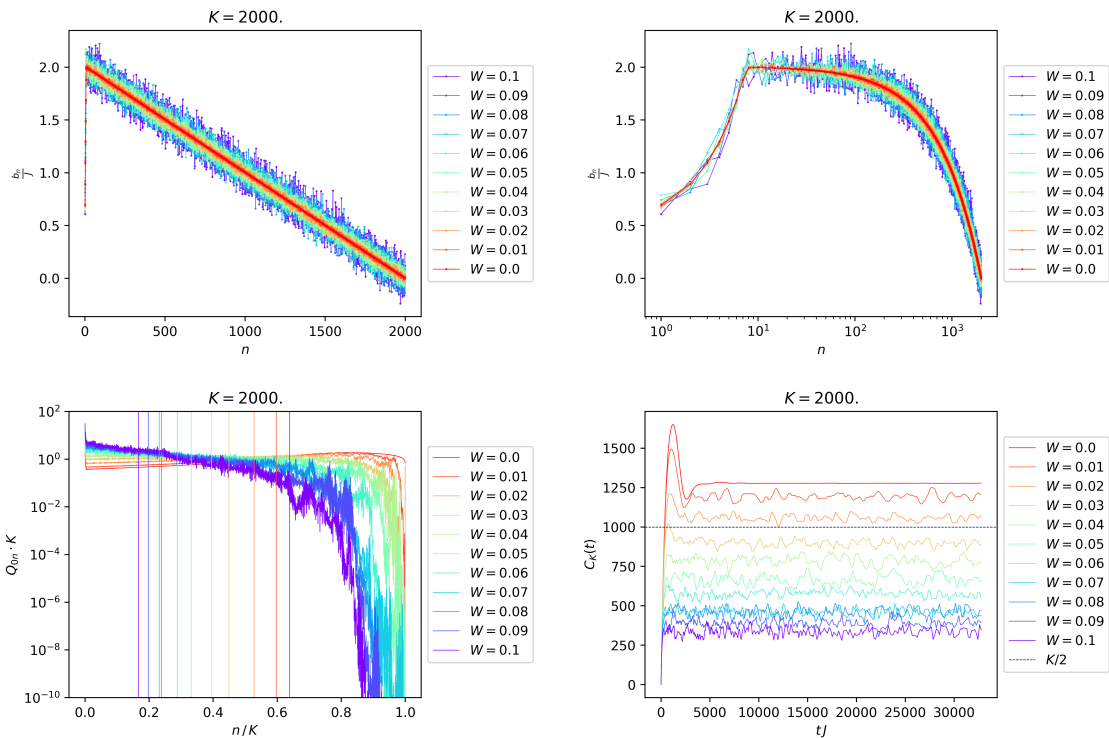 K = 2000.
b_n/J
2.0
1.5
1.0
0.5
0.0
0
500
1000
1500
2000
n
W = 0.1
W = 0.09
W = 0.08
W = 0.07
W = 0.06
W = 0.05
W = 0.04
W = 0.03
W = 0.02
W = 0.01
W = 0.0
K = 2000.
b_n/J
2.0
1.5
1.0
0.5
0.0
10^0
10^1
10^2
10^3
n
W = 0.1
W = 0.09
W = 0.08
W = 0.07
W = 0.06
W = 0.05
W = 0.04
W = 0.03
W = 0.02
W = 0.01
W = 0.0
K = 2000.
Q_{0n} · K
10^2
10^0
10^{-2}
10^{-4}
10^{-6}
10^{-8}
10^{-10}
0.0
0.2
0.4
0.6
0.8
1.0
n / K
W = 0.0
W = 0.01
W = 0.02
W = 0.03
W = 0.04
W = 0.05
W = 0.06
W = 0.07
W = 0.08
W = 0.09
W = 0.1
K = 2000.
C_K(t)
1500
1250
1000
750
500
250
0
0
5000
10000
15000
20000
25000
30000
t J
W = 0.0
W = 0.01
W = 0.02
W = 0.03
W = 0.04
W = 0.05
W = 0.06
W = 0.07
W = 0.08
W = 0.09
W = 0.1
K/2